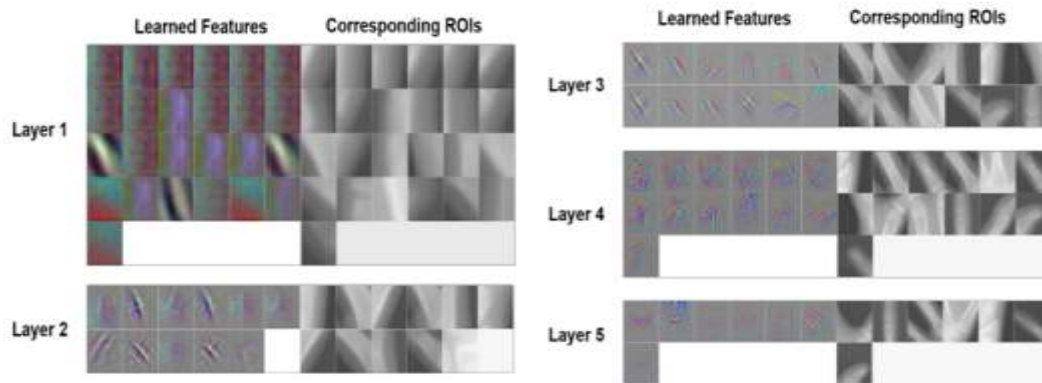 Learned Features Corresponding ROIs
Layer 1
Layer 2
Learned Features Corresponding ROIs
Layer 3
Layer 4
Layer 5